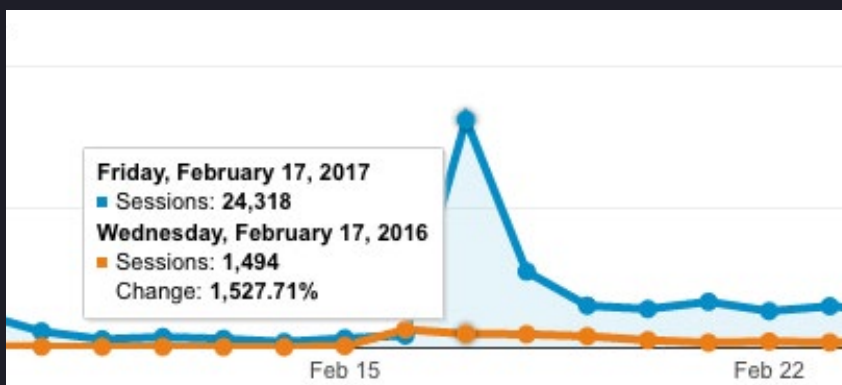 Friday, February 17, 2017
Sessions: 24,318
Wednesday, February 17, 2016
Sessions: 1,494
Change: 1,527.71%
Feb 15
Feb 22